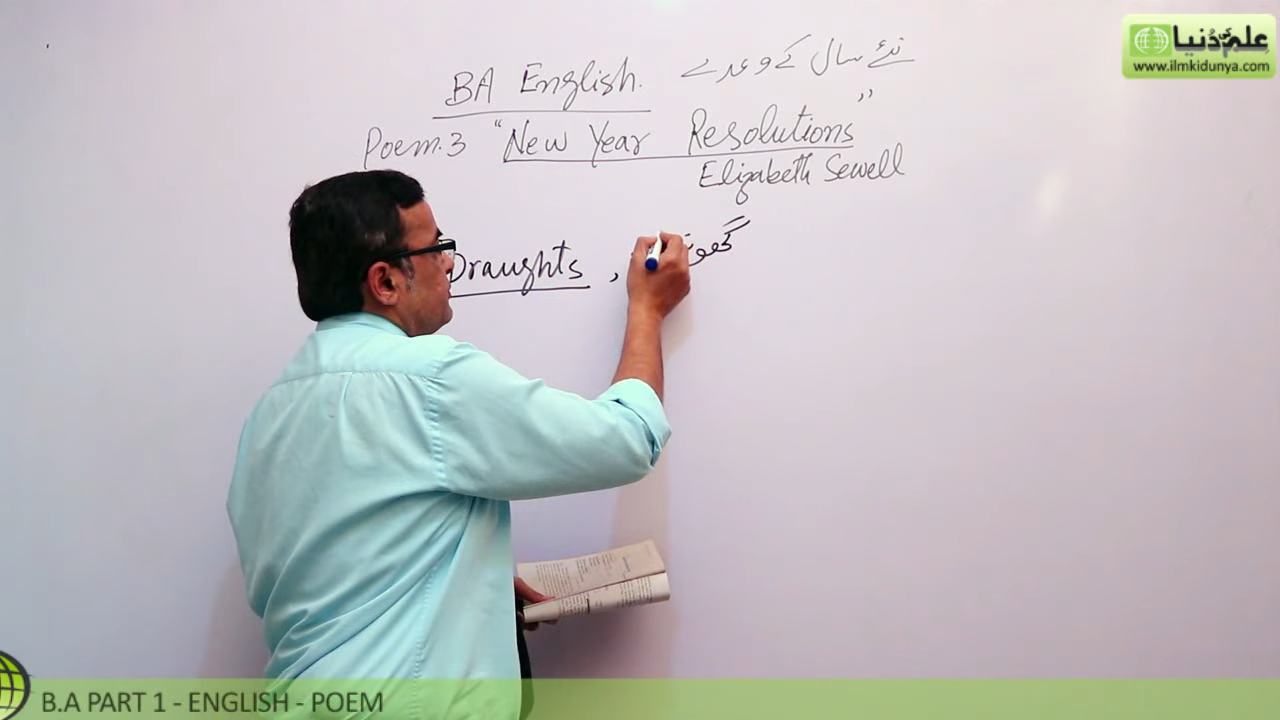 علم کی دُنیا
www.ilmkidunya.com
BA English. نئے سال کے وعدے
Poem.3 "New Year Resolutions"
Elizabeth Sewell
Draughts ,
B.A PART 1 - ENGLISH - POEM